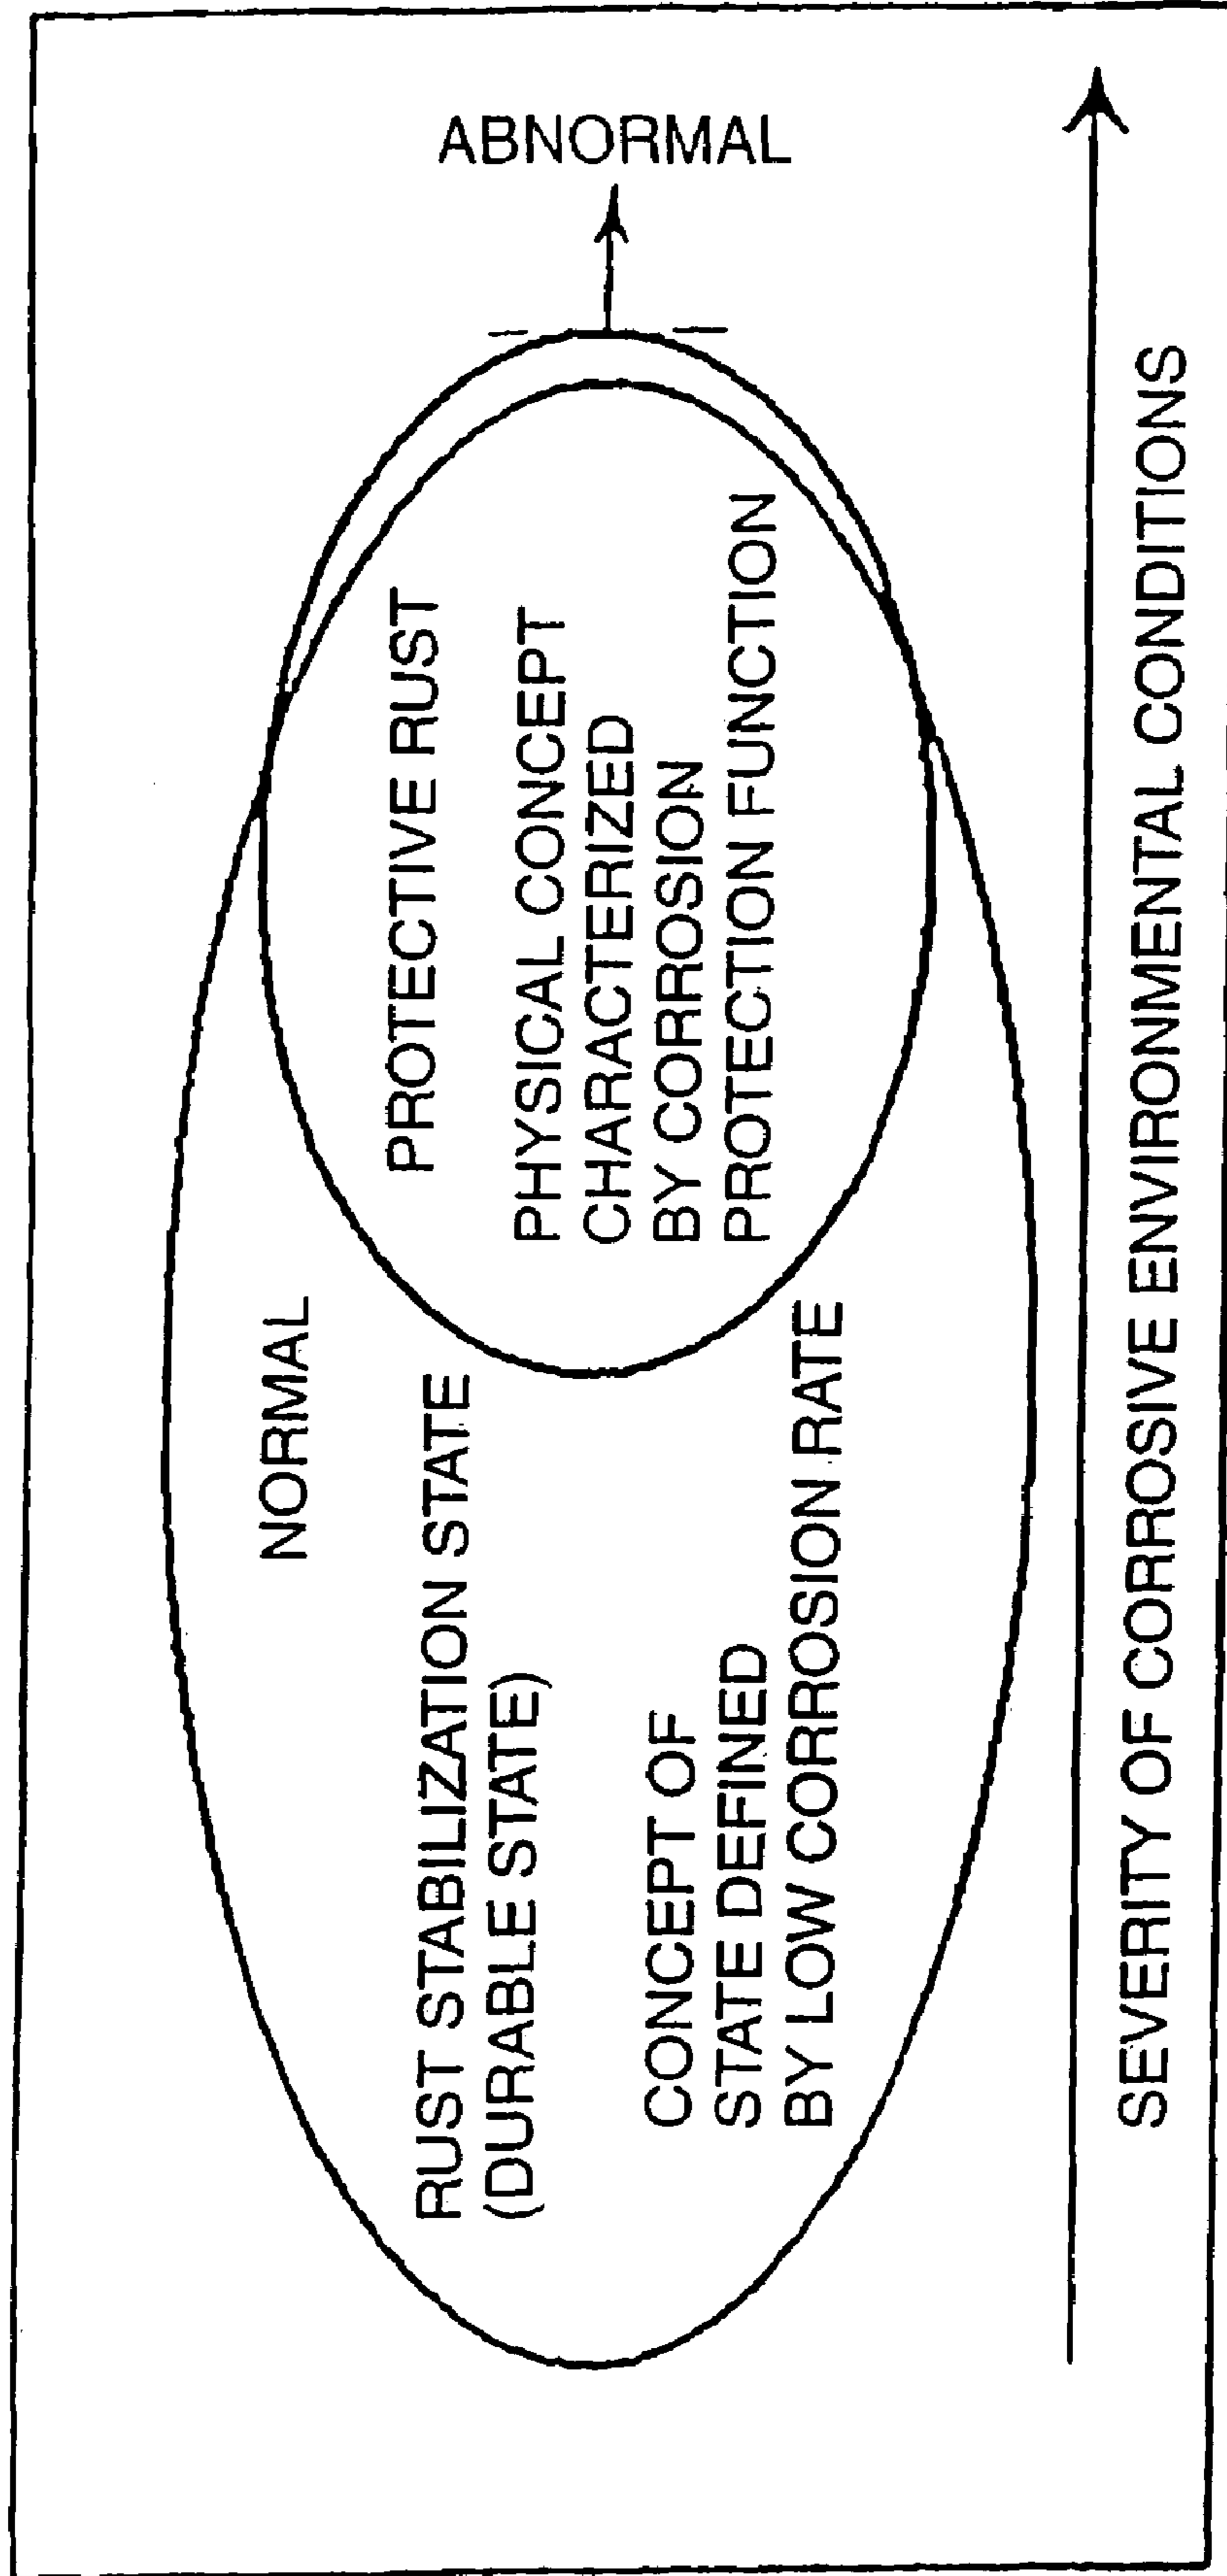 NORMAL
RUST STABILIZATION STATE
(DURABLE STATE)
CONCEPT OF
STATE DEFINED
BY LOW CORROSION RATE
PROTECTIVE RUST
PHYSICAL CONCEPT
CHARACTERIZED
BY CORROSION
PROTECTION FUNCTION
ABNORMAL
SEVERITY OF CORROSIVE ENVIRONMENTAL CONDITIONS